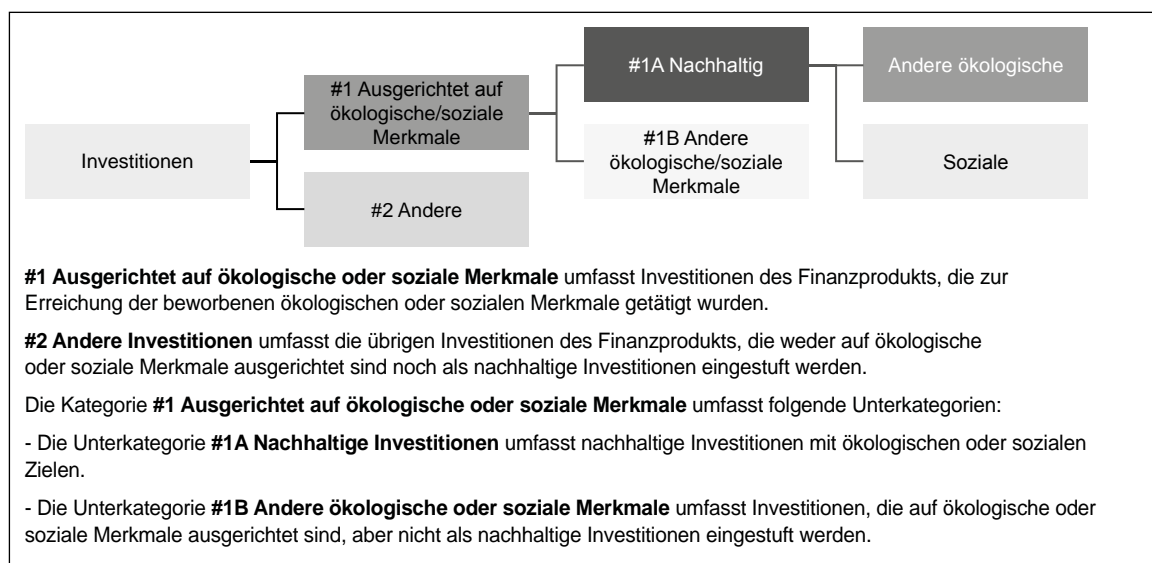 Investitionen
#1 Ausgerichtet auf
ökologische/soziale
Merkmale
#2 Andere
#1A Nachhaltig
#1B Andere
ökologische/soziale
Merkmale
Andere ökologische
Soziale
#1 Ausgerichtet auf ökologische oder soziale Merkmale umfasst Investitionen des Finanzprodukts, die zur
Erreichung der beworbenen ökologischen oder sozialen Merkmale getätigt wurden.
#2 Andere Investitionen umfasst die übrigen Investitionen des Finanzprodukts, die weder auf ökologische
oder soziale Merkmale ausgerichtet sind noch als nachhaltige Investitionen eingestuft werden.
Die Kategorie #1 Ausgerichtet auf ökologische oder soziale Merkmale umfasst folgende Unterkategorien:
- Die Unterkategorie #1A Nachhaltige Investitionen umfasst nachhaltige Investitionen mit ökologischen oder sozialen
Zielen.
- Die Unterkategorie #1B Andere ökologische oder soziale Merkmale umfasst Investitionen, die auf ökologische oder
soziale Merkmale ausgerichtet sind, aber nicht als nachhaltige Investitionen eingestuft werden.